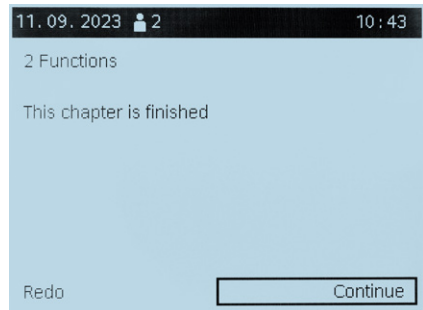 11. 09. 2023 2 10:43
2 Functions
This chapter is finished
Redo Continue